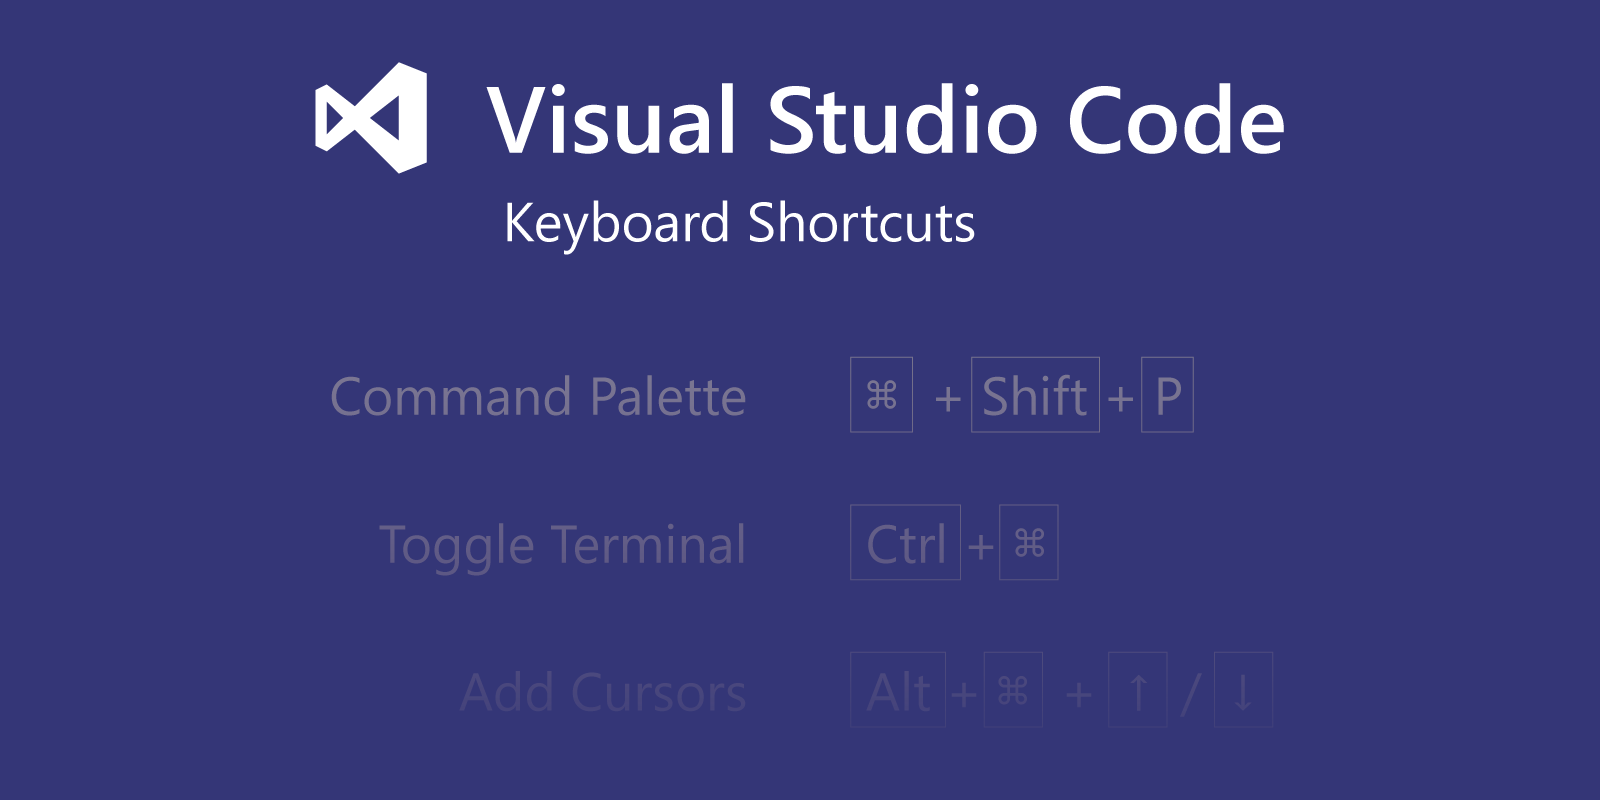 Visual Studio Code
Keyboard Shortcuts
Command Palette ⌘ + Shift + P
Toggle Terminal Ctrl + ⌘
Add Cursors Alt + ⌘ + ↑ / ↓